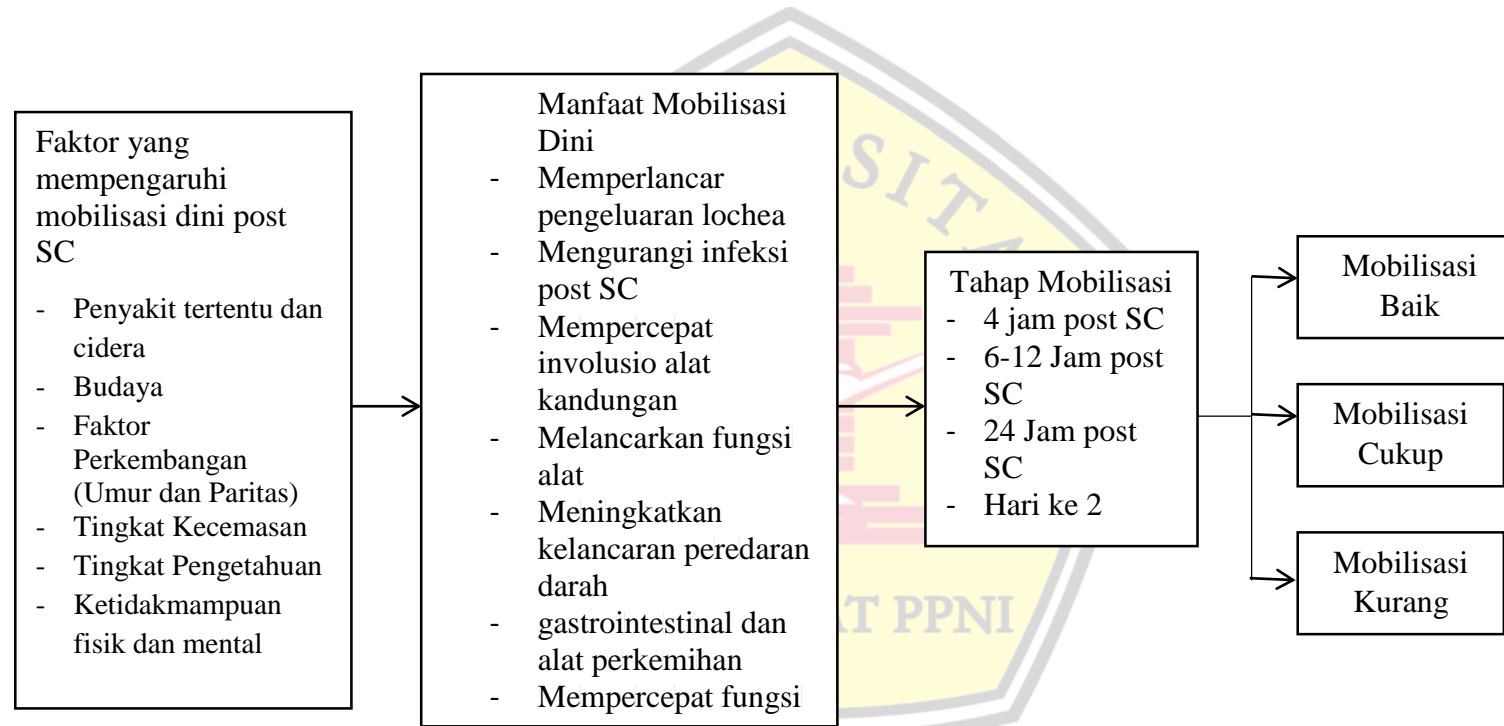 Faktor yang
mempengaruhi
mobilisasi dini post
SC
- Penyakit tertentu dan
cidera
- Budaya
- Faktor
Perkembangan
(Umur dan Paritas)
- Tingkat Kecemasan
- Tingkat Pengetahuan
- Ketidakmampuan
fisik dan mental
Manfaat Mobilisasi
Dini
- Memperlancar
pengeluaran lochea
- Mengurangi infeksi
post SC
- Mempercepat
involusio alat
kandungan
- Melancarkan fungsi
alat
- Meningkatkan
kelancaran peredaran
darah
- gastrointestinal dan
alat perkemihan
- Mempercepat fungsi
Tahap Mobilisasi
- 4 jam post SC
- 6-12 Jam post
SC
- 24 Jam post
SC
- Hari ke 2
Mobilisasi
Baik
Mobilisasi
Cukup
Mobilisasi
Kurang
PPNI